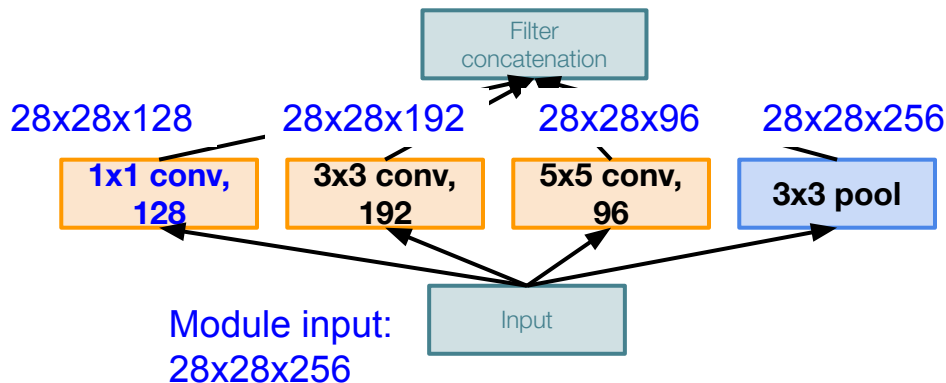 Filter
concatenation
28x28x128
28x28x192
28x28x96
28x28x256
1x1 conv,
128
3x3 conv,
192
5x5 conv,
96
3x3 pool
Input
Module input:
28x28x256